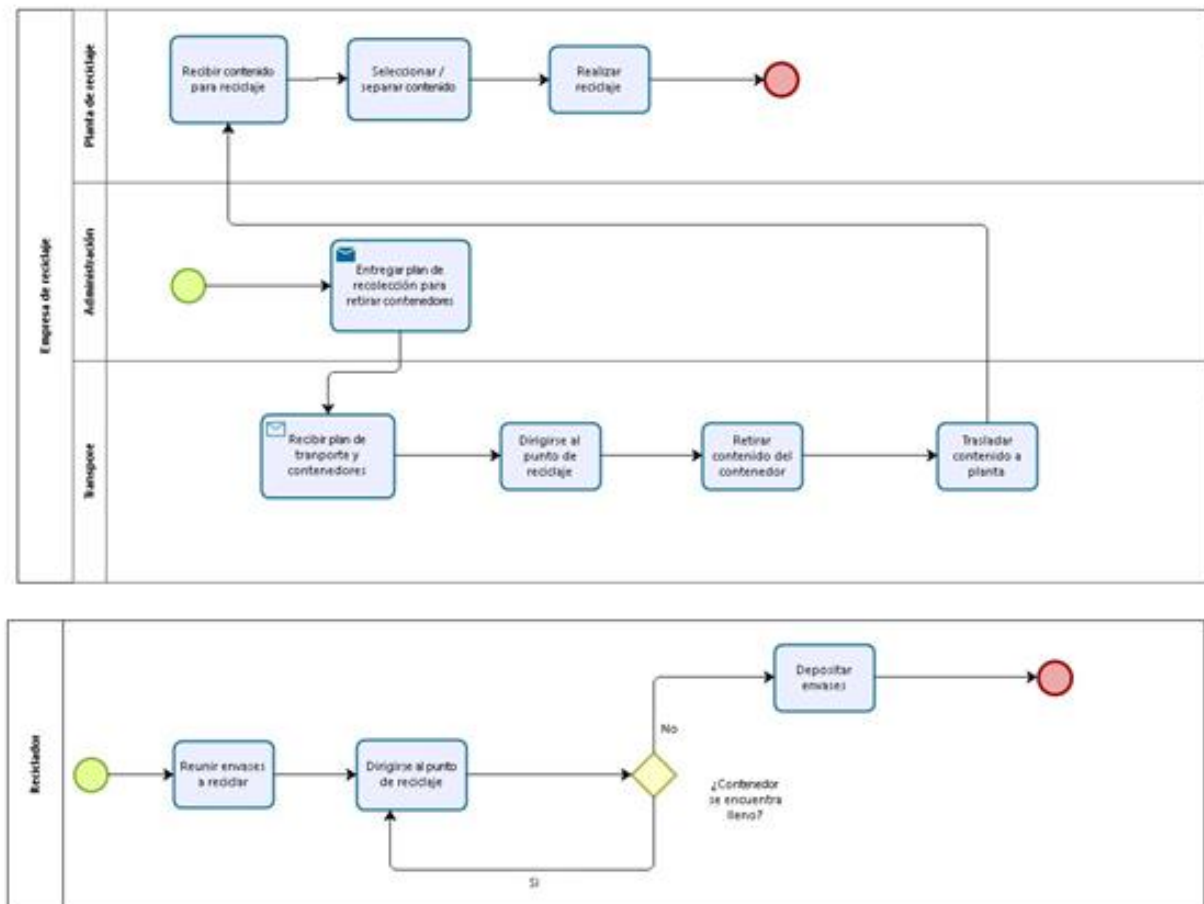 Empresa de reciclaje
Planta de reciclaje
Recibir contenido
para reciclaje
Seleccionar /
separar contenido
Realizar
reciclaje
Administración
Entregar plan de
recolección para
retirar contenedores
Transpore
Recibir plan de
tranporte y
contenedores
Dirigirse al
punto de
reciclaje
Retirar
contenido del
contenedor
Trasladar
contenido a
planta
Reciclador
Reunir envases
a reciclar
Dirigirse al punto
de reciclaje
No
¿Contenedor
se encuentra
lleno?
Si
Depositar
envases